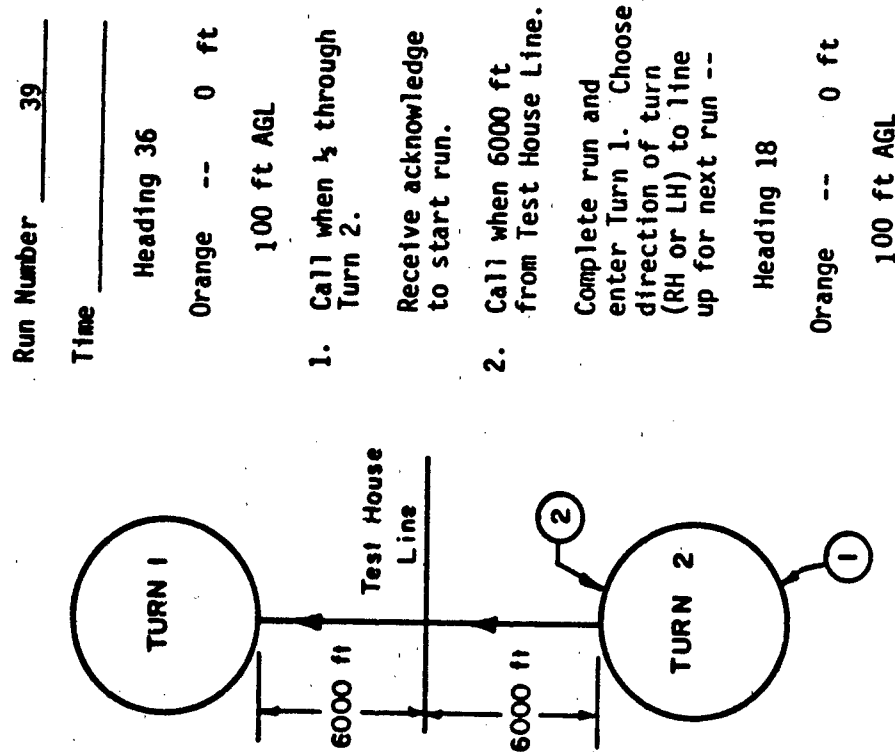 Run Number 39
Time
Heading 36
Orange -- 0 ft
100 ft AGL
1. Call when ½ through
Turn 2.
Receive acknowledge
to start run.
2. Call when 6000 ft
from Test House Line.
Complete run and
enter Turn 1. Choose
direction of turn
(RH or LH) to line
up for next run --
Heading 18
Orange -- 0 ft
100 ft AGL
TURN 1
Test House
Line
6000 ft
6000 ft
2
TURN 2
1